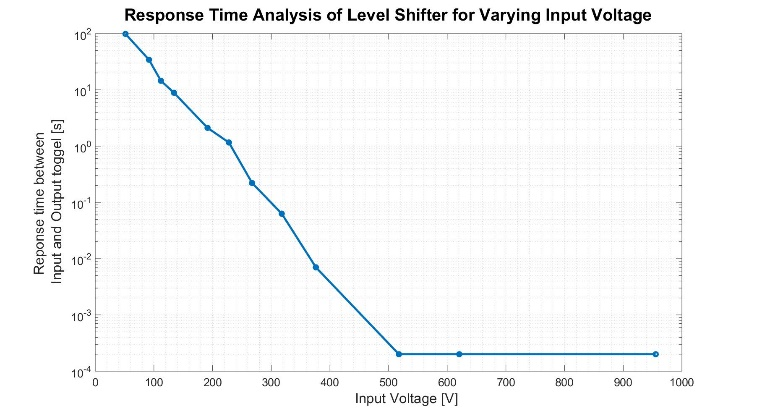 Response Time Analysis of Level Shifter for Varying Input Voltage
Reponse time between
Input and Output toggel [s]
10^2
10^1
10^0
10^-1
10^-2
10^-3
10^-4
0 100 200 300 400 500 600 700 800 900 1000
Input Voltage [V]